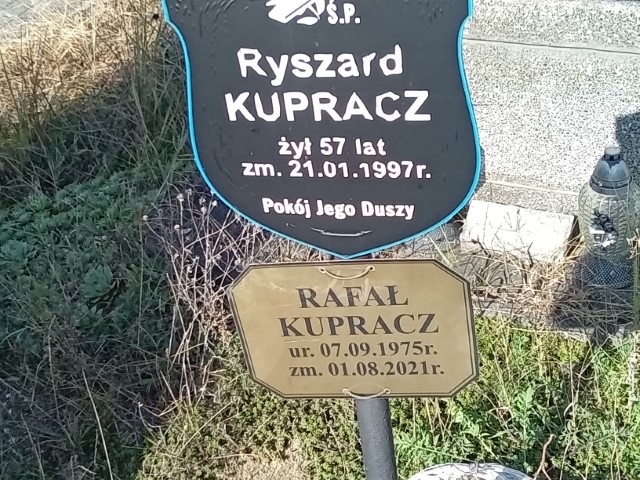 Ś.P.
Ryszard
KUPRACZ
żył 57 lat
zm. 21.01.1997r.
Pokój Jego Duszy
RAFAŁ
KUPRACZ
ur. 07.09.1975r.
zm. 01.08.2021r.